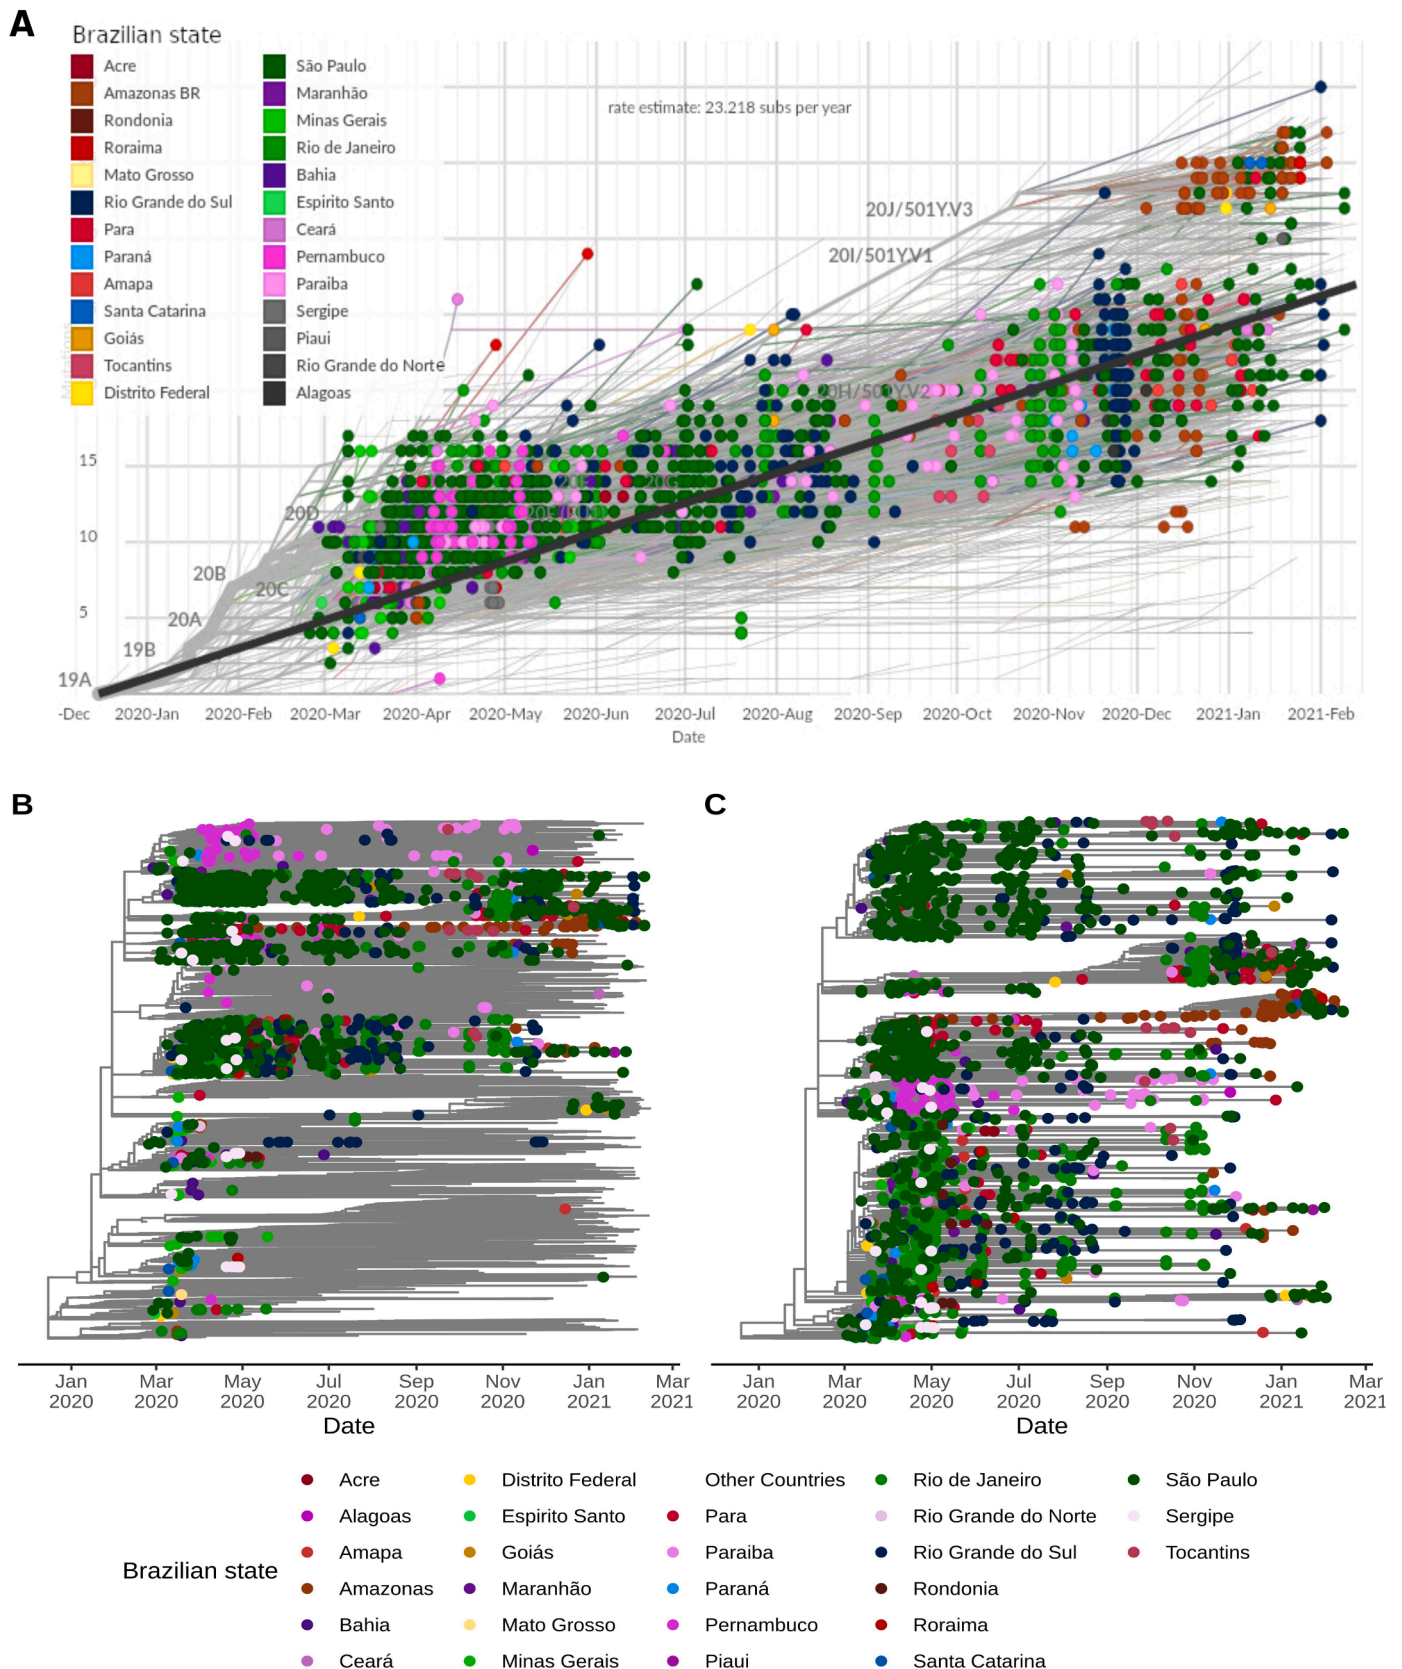 A
Brazilian state
Acre
Amazonas BR
Rondonia
Roraima
Mato Grosso
Rio Grande do Sul
Para
Paraná
Amapa
Santa Catarina
Goiás
Tocantins
Distrito Federal
São Paulo
Maranhão
Minas Gerais
Rio de Janeiro
Bahia
Espirito Santo
Ceará
Pernambuco
Paraiba
Sergipe
Piaui
Rio Grande do Norte
Alagoas
rate estimate: 23.218 subs per year
20J/501Y.V3
20I/501Y.V1
20H/501Y.V2
20G
20D
20B
20C
20A
19B
19A
15
10
5
-Dec 2020-Jan 2020-Feb 2020-Mar 2020-Apr 2020-May 2020-Jun 2020-Jul 2020-Aug 2020-Sep 2020-Oct 2020-Nov 2020-Dec 2021-Jan 2021-Feb
Date
B
Jan Mar May Jul Sep Nov Jan Mar
2020 2020 2020 2020 2020 2020 2021 2021
Date
C
Jan Mar May Jul Sep Nov Jan Mar
2020 2020 2020 2020 2020 2020 2021 2021
Date
Brazilian state
Acre
Alagoas
Amapa
Amazonas
Bahia
Ceará
Distrito Federal
Espirito Santo
Goiás
Maranhão
Mato Grosso
Minas Gerais
Other Countries
Para
Paraiba
Paraná
Pernambuco
Piaui
Rio de Janeiro
Rio Grande do Norte
Rio Grande do Sul
Rondonia
Roraima
Santa Catarina
São Paulo
Sergipe
Tocantins